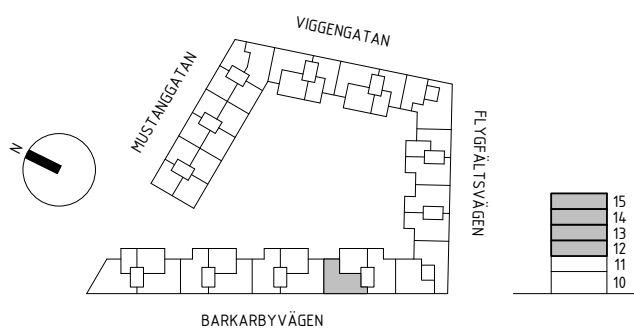 VIGGENGATAN
MUSTANGGATAN
FLYGFÄLTSVÄGEN
N
15
14
13
12
11
10
BARKARBYVÄGEN